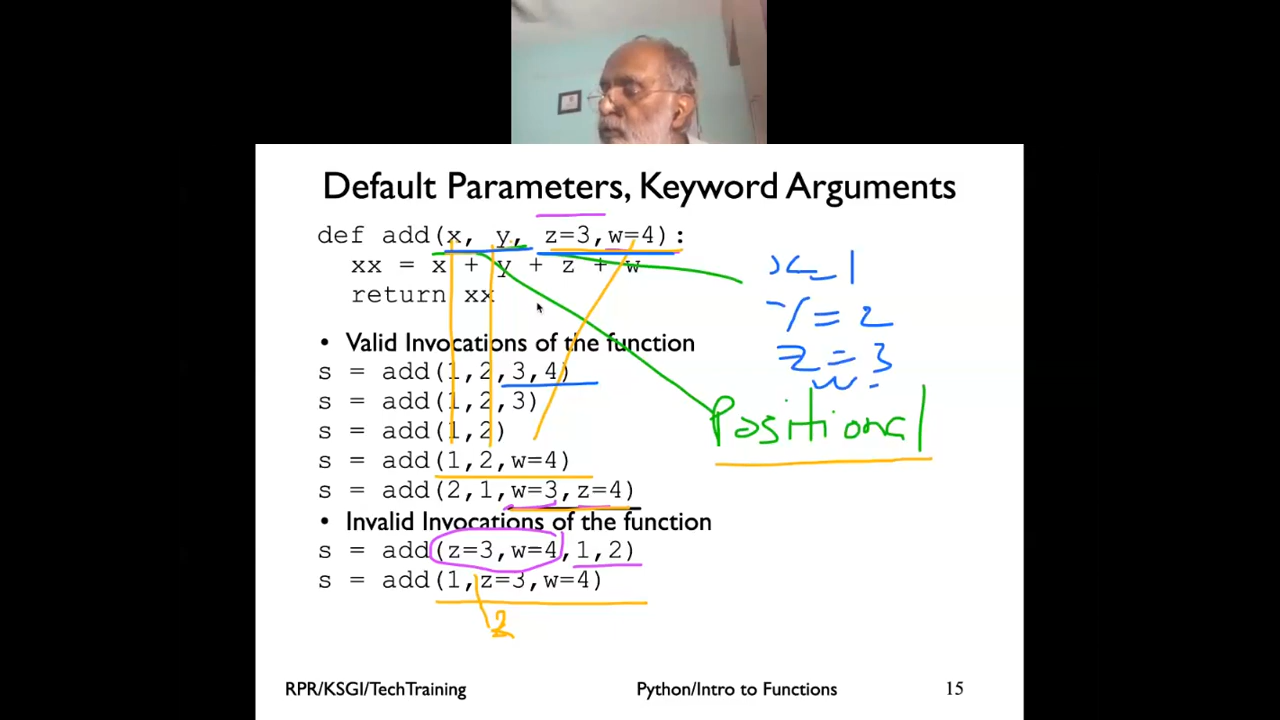 Default Parameters, Keyword Arguments
def add(x, y, z=3,w=4):
xx = x + y + z + w
return xx
x=1
y=2
z=3
w=
• Valid Invocations of the function
s = add(1,2,3,4)
s = add(1,2,3)
s = add(1,2)
Positional
s = add(1,2,w=4)
s = add(2,1,w=3,z=4)
• Invalid Invocations of the function
s = add(z=3,w=4,1,2)
s = add(1,z=3,w=4)
2
RPR/KSGI/TechTraining
Python/Intro to Functions
15